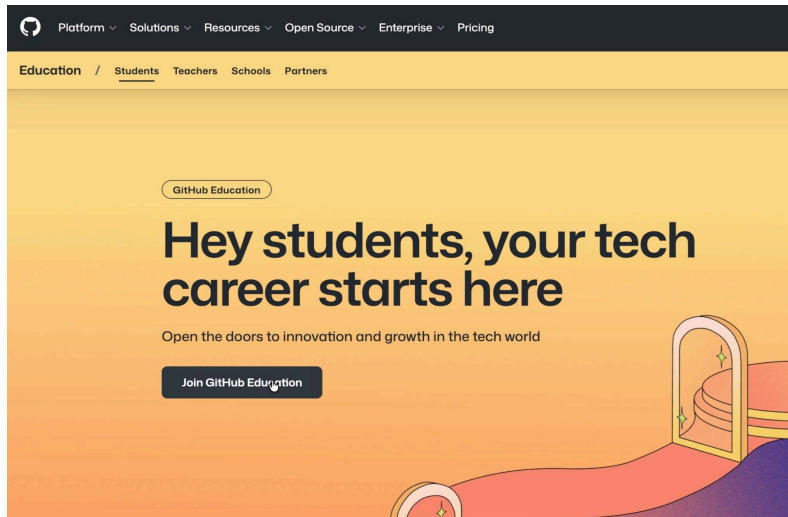 Platform Solutions Resources Open Source Enterprise Pricing
Education / Students Teachers Schools Partners
GitHub Education
Hey students, your tech
career starts here
Open the doors to innovation and growth in the tech world
Join GitHub Education